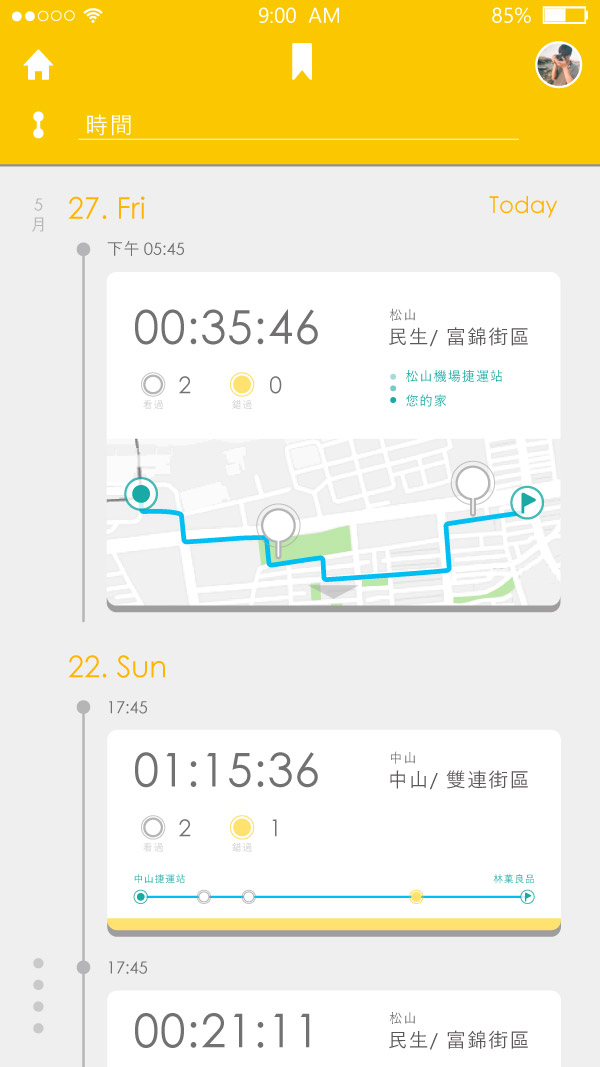 9:00 AM
85%
時間
5
月
27. Fri
Today
下午 05:45
00:35:46
松山
民生/ 富錦街區
2
0
看過
錯過
松山機場捷運站
您的家
22. Sun
17:45
01:15:36
中山
中山/ 雙連街區
2
1
看過
錯過
中山捷運站
林葉良品
17:45
00:21:11
松山
民生/ 富錦街區